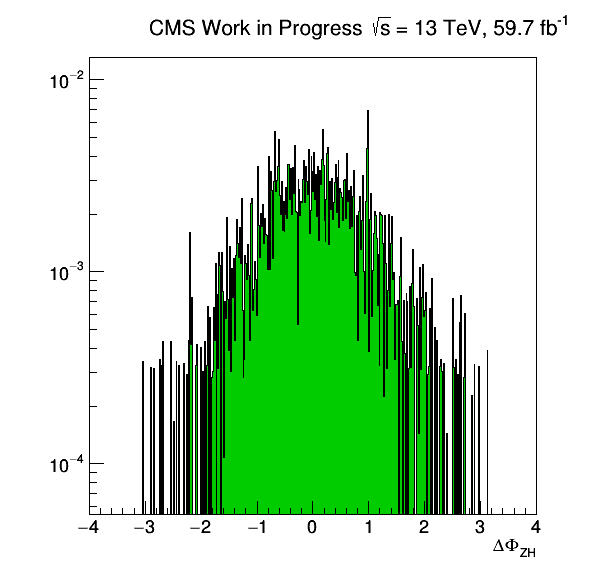 CMS Work in Progress √s = 13 TeV, 59.7 fb⁻¹
10⁻²
10⁻³
10⁻⁴
−4 −3 −2 −1 0 1 2 3 4
ΔΦ_ZH